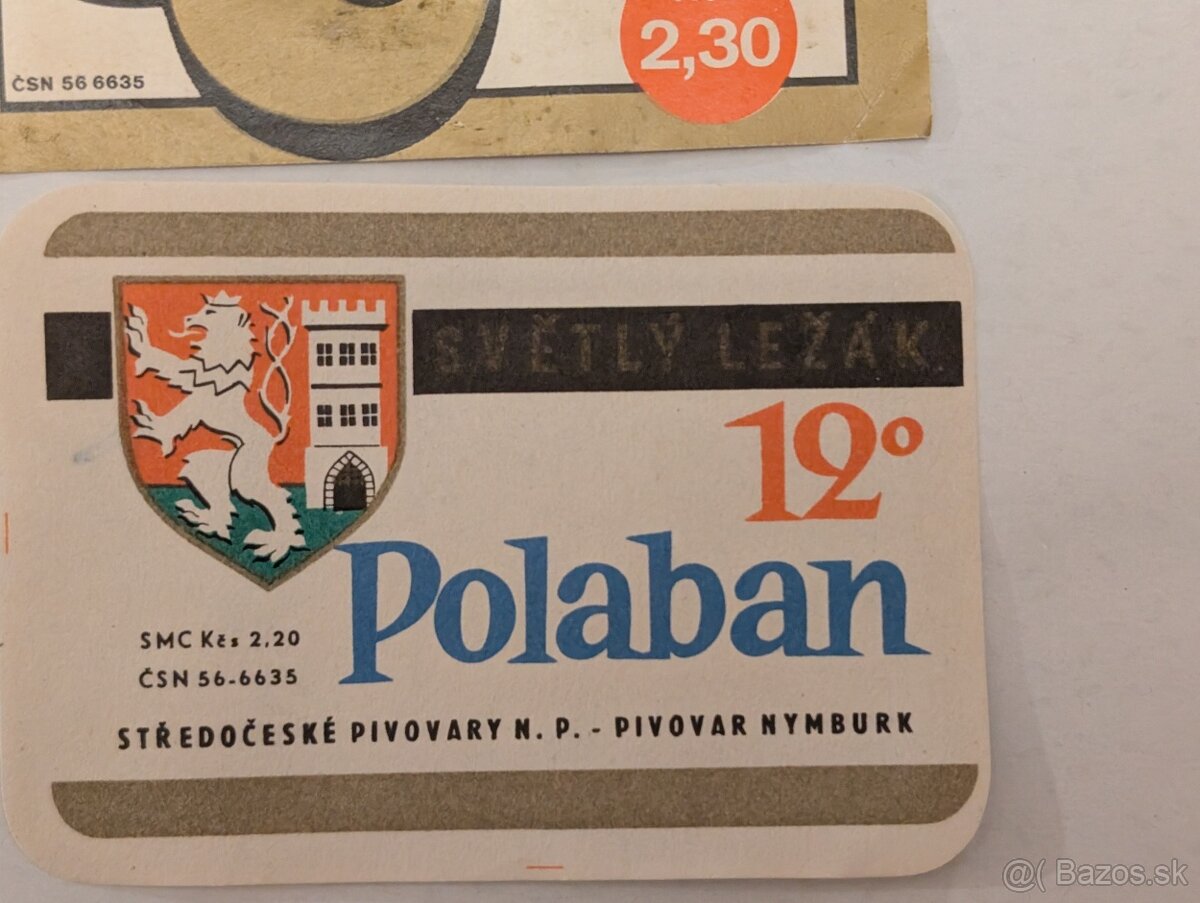 2,30
ČSN 56 6635
SVĚTLÝ LEŽÁK
12°
Polaban
SMC Kčs 2,20
ČSN 56-6635
STŘEDOČESKÉ PIVOVARY N. P. - PIVOVAR NYMBURK
@( Bazos.sk